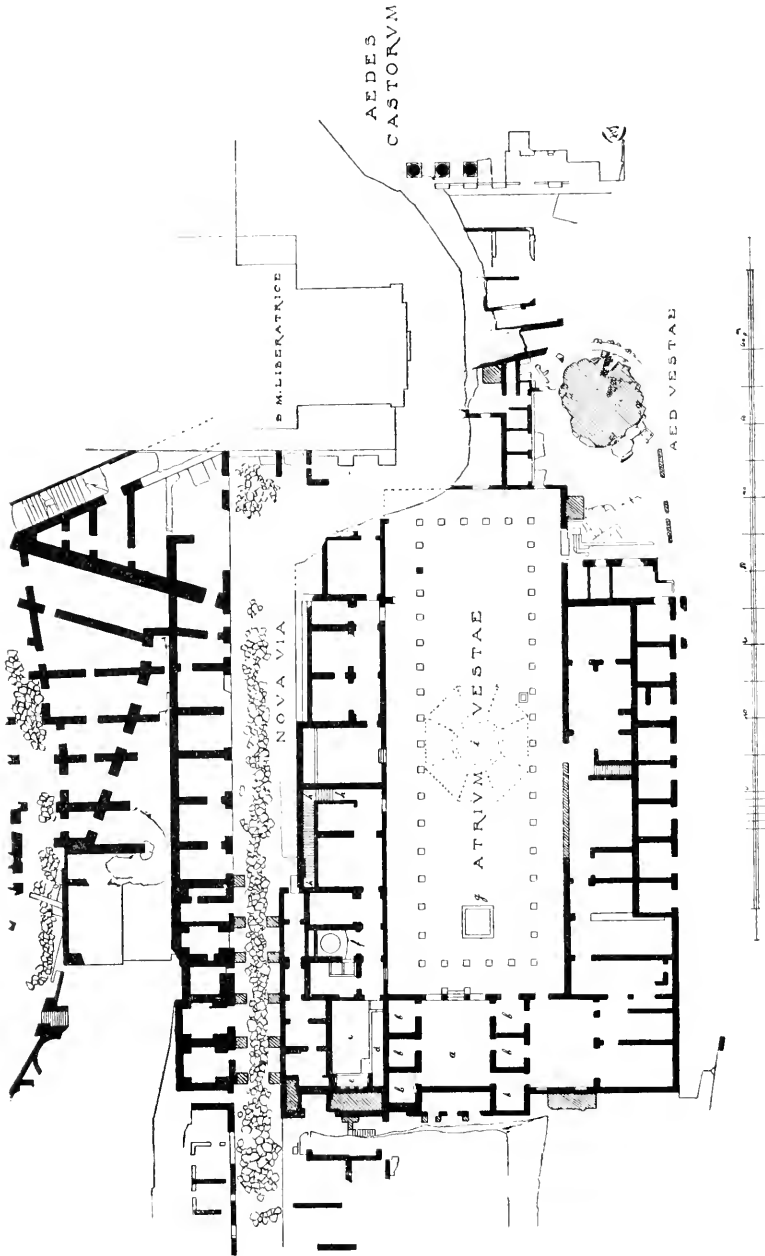 AEDES
CASTORVM
S M. LIBERATRICE
AED VESTAE
NOVA VIA
ATRIVM VESTAE
i
g
h
h
f
b
b
b
b
b
b
a
c
d
e